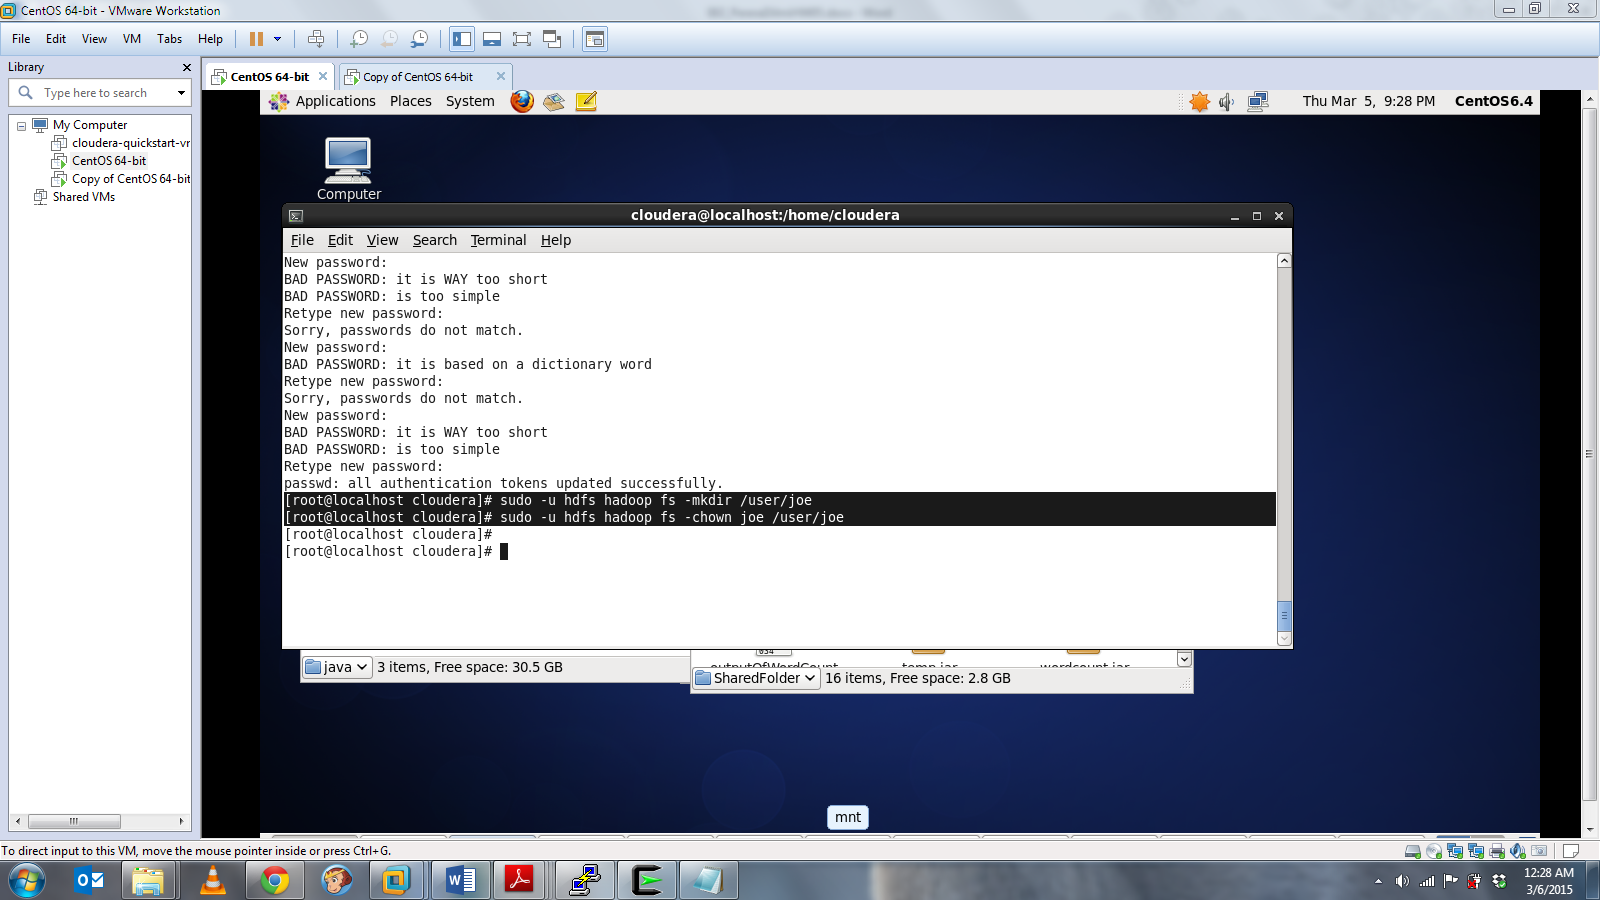 CentOS 64-bit - VMware Workstation
File Edit View VM Tabs Help
Library
Type here to search
My Computer
cloudera-quickstart-vr
CentOS 64-bit
Copy of CentOS 64-bit
Shared VMs
CentOS 64-bit
Copy of CentOS 64-bit
Applications Places System
Thu Mar 5, 9:28 PM
CentOS6.4
Computer
cloudera@localhost:/home/cloudera
File Edit View Search Terminal Help
New password:
BAD PASSWORD: it is WAY too short
BAD PASSWORD: is too simple
Retype new password:
Sorry, passwords do not match.
New password:
BAD PASSWORD: it is based on a dictionary word
Retype new password:
Sorry, passwords do not match.
New password:
BAD PASSWORD: it is WAY too short
BAD PASSWORD: is too simple
Retype new password:
passwd: all authentication tokens updated successfully.
[root@localhost cloudera]# sudo -u hdfs hadoop fs -mkdir /user/joe
[root@localhost cloudera]# sudo -u hdfs hadoop fs -chown joe /user/joe
[root@localhost cloudera]#
[root@localhost cloudera]#
outputOfWordCount temp.jar wordcount.jar
java 3 items, Free space: 30.5 GB
SharedFolder 16 items, Free space: 2.8 GB
mnt
To direct input to this VM, move the mouse pointer inside or press Ctrl+G.
12:28 AM
3/6/2015